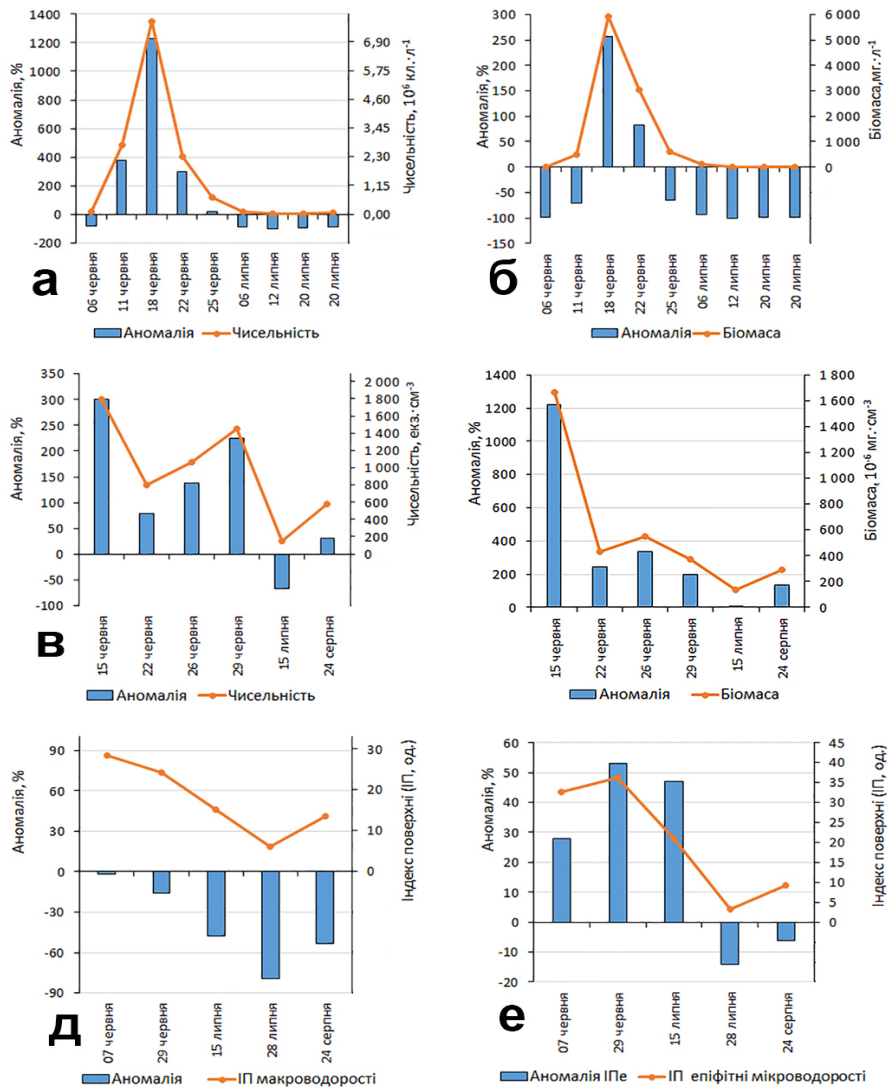 1400
1200
1000
800
600
400
200
0
-200
Аномалія, %
6,90
5,75
4,60
3,45
2,30
1,15
0,00
Чисельність, 10⁶ кл.·л⁻¹
06 червня
11 червня
18 червня
22 червня
25 червня
06 липня
12 липня
20 липня
20 липня
а
Аномалія Чисельність
300
250
200
150
100
50
0
-50
-100
-150
Аномалія, %
6 000
5 000
4 000
3 000
2 000
1 000
0
Біомаса,мг.·л⁻¹
06 червня
11 червня
18 червня
22 червня
25 червня
06 липня
12 липня
20 липня
20 липня
б
Аномалія Біомаса
350
300
250
200
150
100
50
0
-50
-100
Аномалія, %
2 000
1 800
1 600
1 400
1 200
1 000
800
600
400
200
0
Чисельність, екз.·см⁻³
15 червня
22 червня
26 червня
29 червня
15 липня
24 серпня
в
Аномалія Чисельність
1400
1200
1000
800
600
400
200
0
Аномалія, %
1 800
1 600
1 400
1 200
1 000
800
600
400
200
0
Біомаса, 10⁻⁶ мг.·см⁻³
15 червня
22 червня
26 червня
29 червня
15 липня
24 серпня
Аномалія Біомаса
90
60
30
0
-30
-60
-90
Аномалія, %
30
20
10
0
Індекс поверхні (ІП, од.)
07 червня
29 червня
15 липня
28 липня
24 серпня
д
Аномалія ІП макроводорості
60
50
40
30
20
10
0
-10
-20
Аномалія, %
45
40
35
30
25
20
15
10
5
0
Індекс поверхні (ІП, од.)
07 червня
29 червня
15 липня
28 липня
24 серпня
е
Аномалія ІПе ІП епіфітні мікроводорості